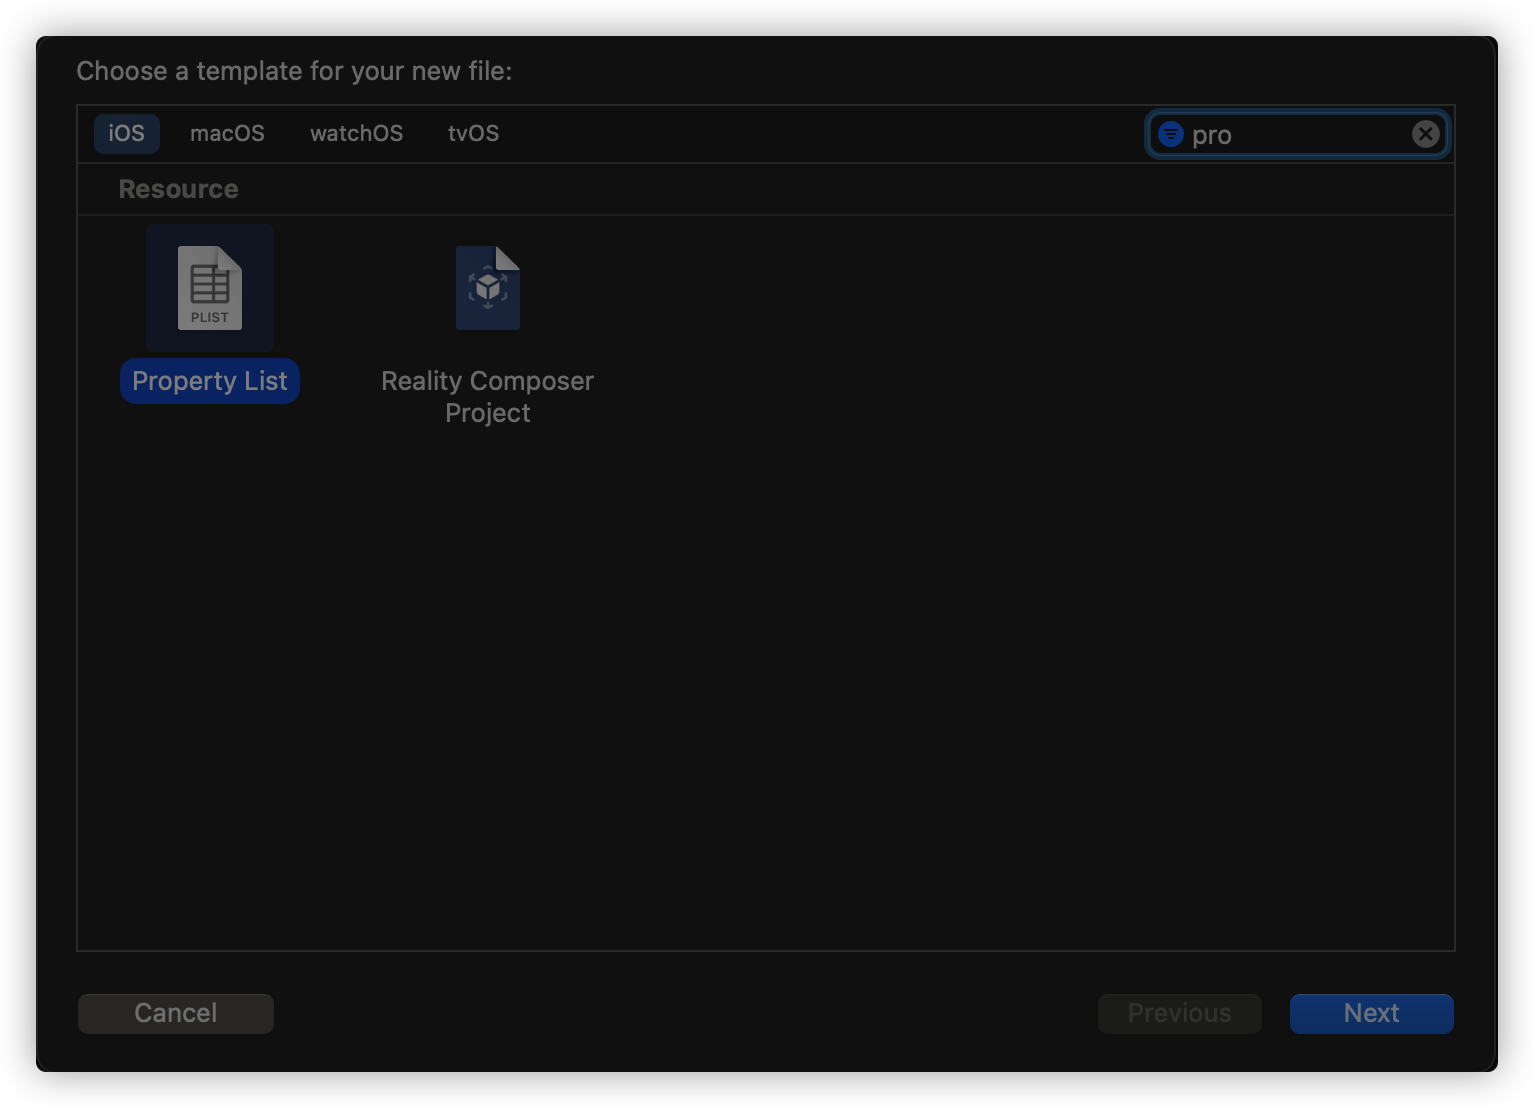 Choose a template for your new file:
iOS macOS watchOS tvOS pro
Resource
PLIST
Property List
Reality Composer
Project
Cancel Previous Next